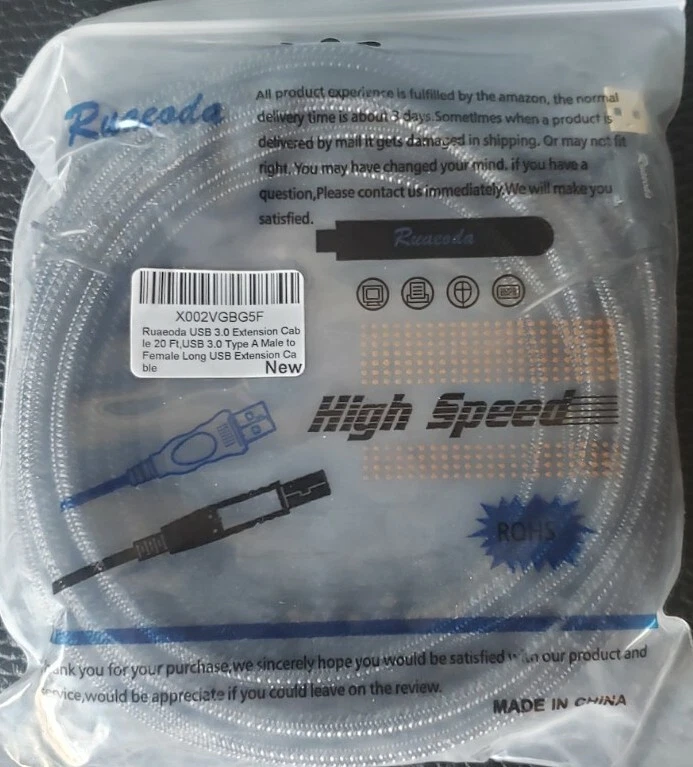 Ruaeoda
All product experience is fulfilled by the amazon, the normal
delivery time is about 3 days.Sometimes when a product is
delivered by mail it gets damaged in shipping. Or may not fit
right. You may have changed your mind. if you have a
question,Please contact us immediately.We will make you
satisfied.
Ruaeoda
Ruaeoda
X002VGBG5F
Ruaeoda USB 3.0 Extension Cab
le 20 Ft,USB 3.0 Type A Male to
Female Long USB Extension Ca
ble
New
High Speed
ROHS
you for your purchase,we sincerely hope you would be satisfied our product and
would be appreciate if you could leave on the review.
MADE IN CHINA